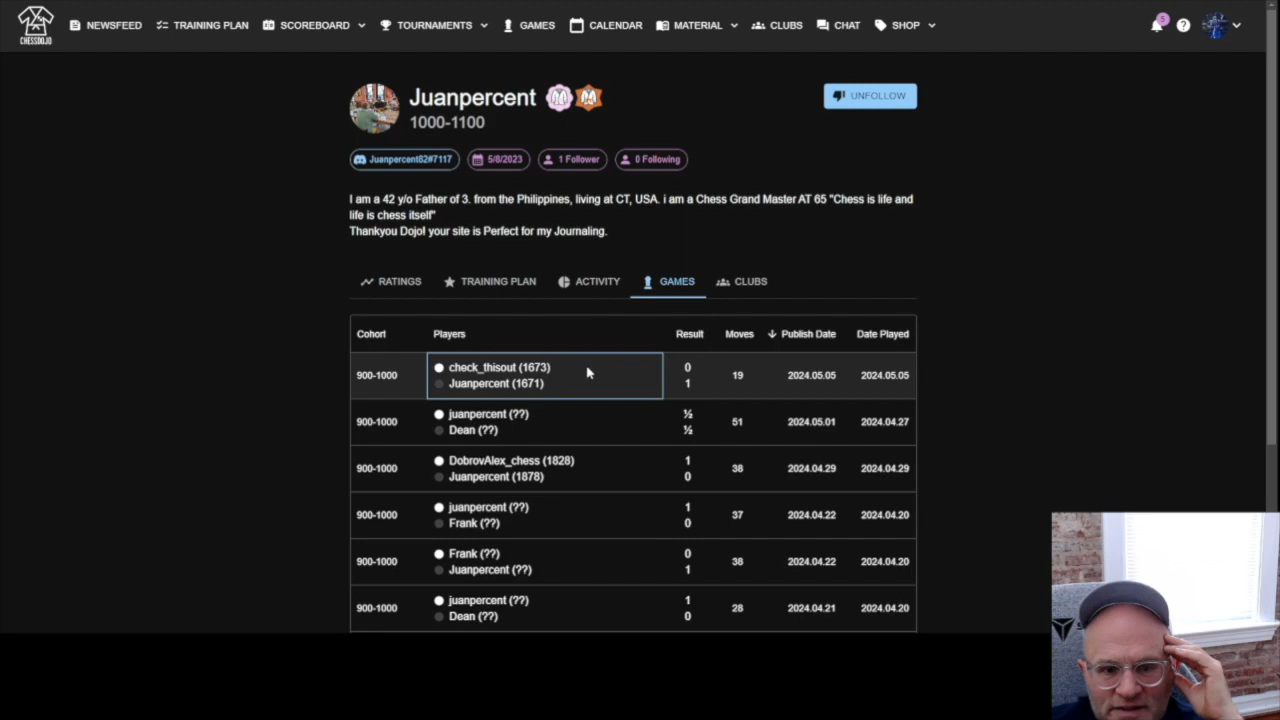 CHESSDOJO NEWSFEED TRAINING PLAN SCOREBOARD TOURNAMENTS GAMES CALENDAR MATERIAL CLUBS CHAT SHOP 5
Juanpercent
1000-1100
UNFOLLOW
Juanpercent82#7117 5/8/2023 1 Follower 0 Following
I am a 42 y/o Father of 3. from the Philippines, living at CT, USA. i am a Chess Grand Master AT 65 "Chess is life and
life is chess itself"
Thankyou Dojo! your site is Perfect for my Journaling.
RATINGS TRAINING PLAN ACTIVITY GAMES CLUBS
Cohort Players Result Moves Publish Date Date Played
900-1000 check_thisout (1673) 0 19 2024.05.05 2024.05.05
Juanpercent (1671) 1
900-1000 juanpercent (??) ½ 51 2024.05.01 2024.04.27
Dean (??) ½
900-1000 DobrovAlex_chess (1828) 1 38 2024.04.29 2024.04.29
Juanpercent (1878) 0
900-1000 juanpercent (??) 1 37 2024.04.22 2024.04.20
Frank (??) 0
900-1000 Frank (??) 0 38 2024.04.22 2024.04.20
Juanpercent (??) 1
900-1000 juanpercent (??) 1 28 2024.04.21 2024.04.20
Dean (??) 0